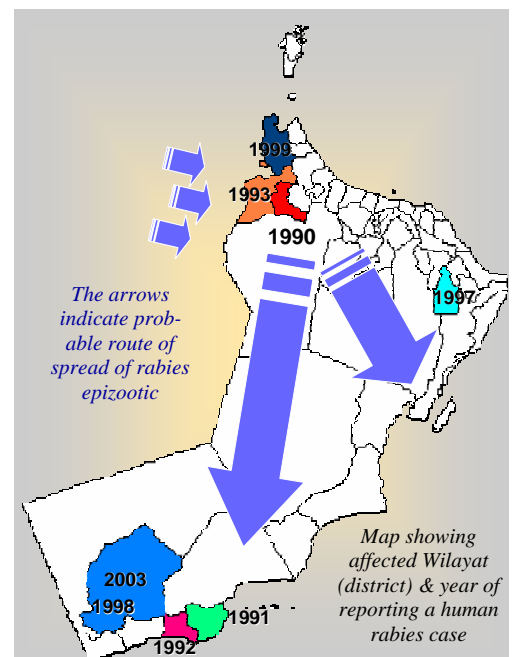 1999
1993
1990
1997
The arrows
indicate prob-
able route of
spread of rabies
epizootic
Map showing
affected Wilayat
(district) & year of
reporting a human
rabies case
2003
1998
1991
1992